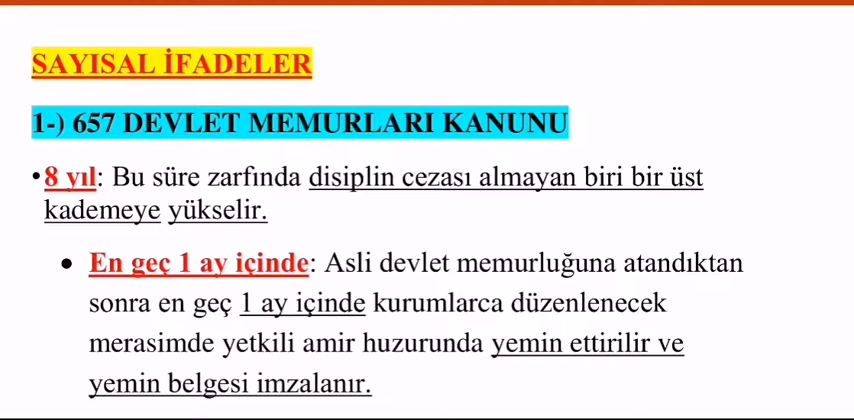 SAYISAL İFADELER
1-) 657 DEVLET MEMURLARI KANUNU
•8 yıl: Bu süre zarfında disiplin cezası almayan biri bir üst
kademeye yükselir.
• En geç 1 ay içinde: Asli devlet memurluğuna atandıktan
sonra en geç 1 ay içinde kurumlarca düzenlenecek
merasimde yetkili amir huzurunda yemin ettirilir ve
yemin belgesi imzalanır.